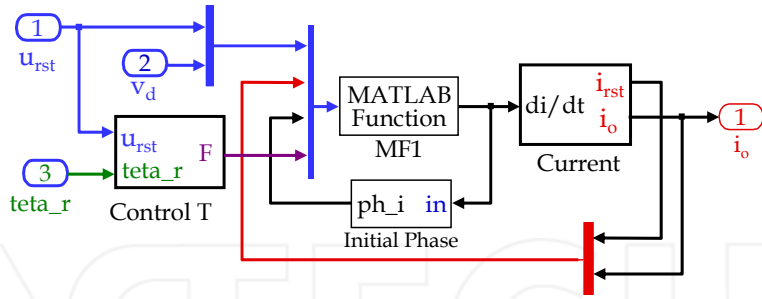 1
u_rst
2
v_d
u_rst
F
teta_r
Control T
3
teta_r
MATLAB
Function
MF1
di/dt
i_rst
i_o
Current
1
i_o
ph_i in
Initial Phase